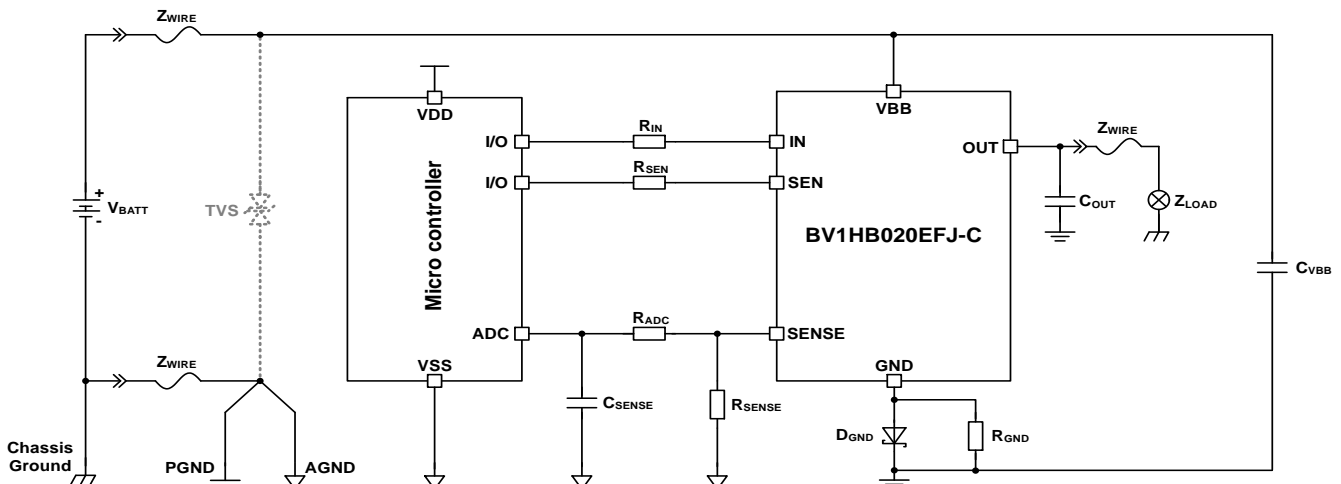 ZWIRE
VDD
VBB
I/O
RIN
IN
OUT
ZWIRE
I/O
RSEN
SEN
+
VBATT
-
TVS
COUT
ZLOAD
Micro controller
BV1HB020EFJ-C
CVBB
ADC
RADC
SENSE
ZWIRE
VSS
GND
CSENSE
RSENSE
DGND
RGND
Chassis
Ground
PGND
AGND